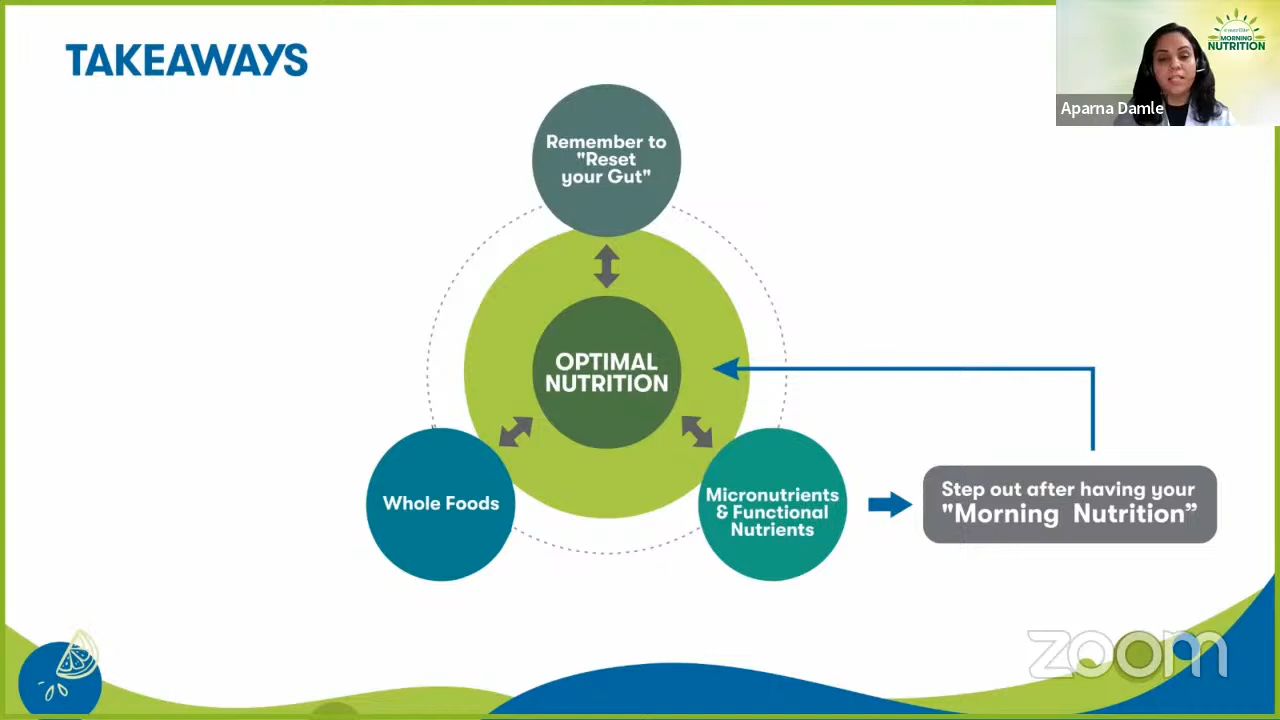 TAKEAWAYS
MORNING
NUTRITION
Aparna Damle
Remember to
"Reset
your Gut"
OPTIMAL
NUTRITION
Whole Foods
Micronutrients
& Functional
Nutrients
Step out after having your
"Morning Nutrition”
zoom